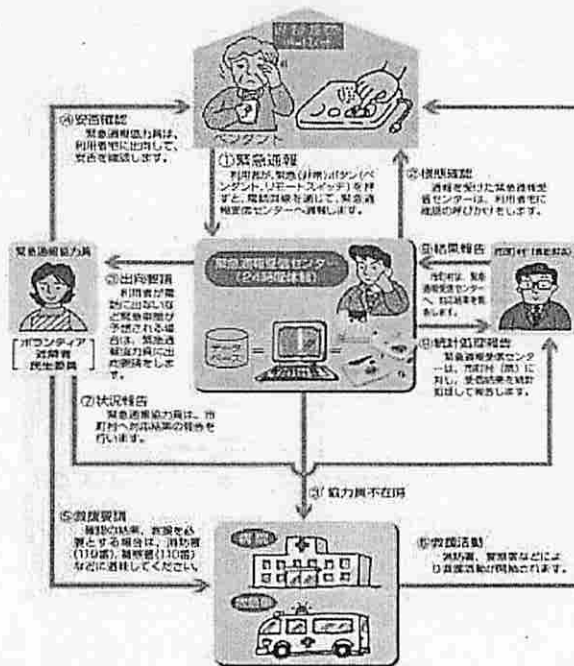 ペンダント
④安否確認
緊急通報協力員は、
利用者宅に出向して、
安否を確認します。
①緊急通報
利用者が、緊急(非常)ボタン(ペ
ンダント、リモートスイッチ)を押
すと、電話回線を通じて、緊急通
報受信センターへ通報します。
②様態確認
通報を受けた緊急通報受
信センターは、利用者宅に
確認の呼びかけをします。
緊急通報協力員
ボランティア
近隣者
民生委員
③出向要請
利用者が電
話に出ないな
ど緊急事態が
予想される場
合は、緊急通
報協力員に出
向要請をしま
す。
緊急通報受信センター
(24時間体制)
データ
ベース
⑧結果報告
市町村は、緊急
通報受信センター
へ、対応結果を報
告します。
⑨統計処理報告
緊急通報受信センタ
ーは、市町村(県)に
対し、受信結果を統計
処理して報告します。
⑦状況報告
緊急通報協力員は、市
町村へ対応結果の報告を
行います。
③'協力員不在時
⑤救援要請
確認の結果、救援を必
要とする場合は、消防署
(119番)、警察署(110番)
などに通報してください。
⑥救援活動
消防署、警察署などによ
り救援活動が開始されます。